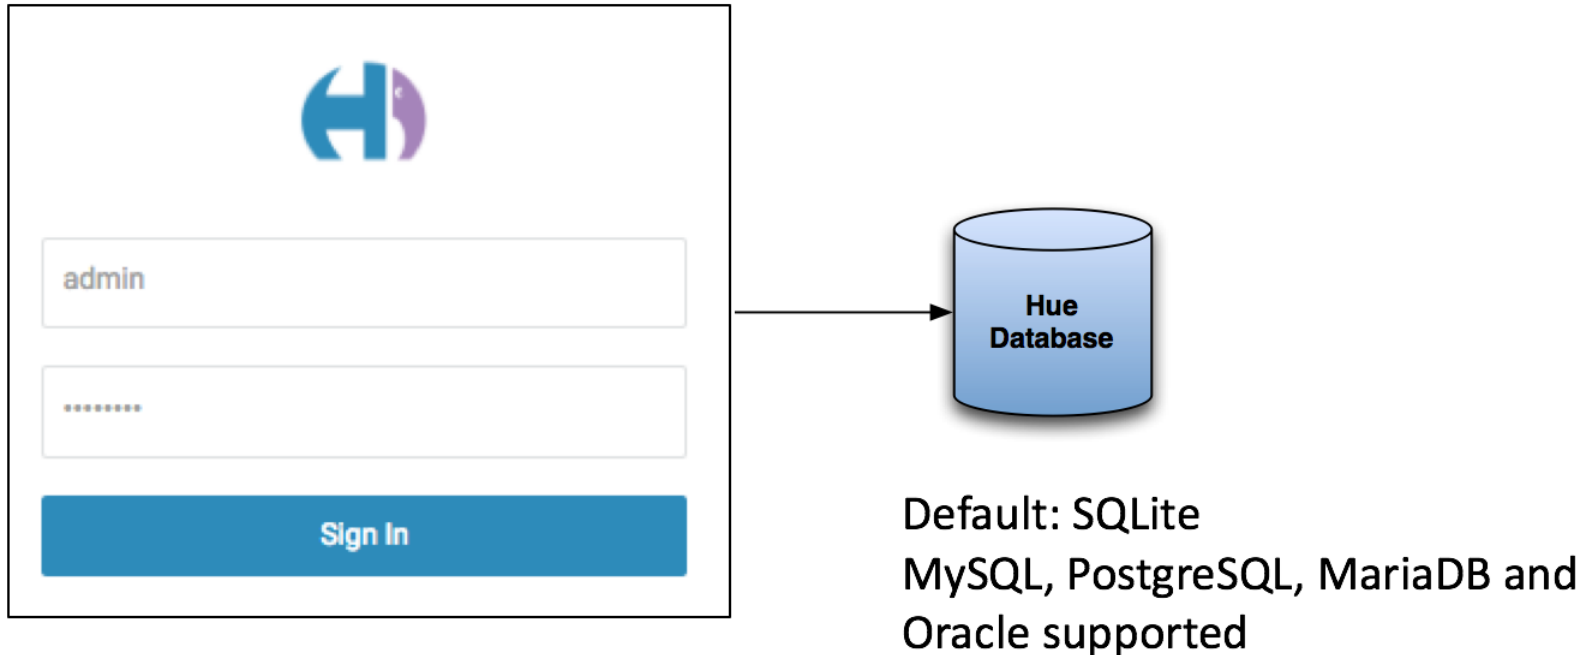 admin
••••••••
Sign In
Hue
Database
Default: SQLite
MySQL, PostgreSQL, MariaDB and
Oracle supported